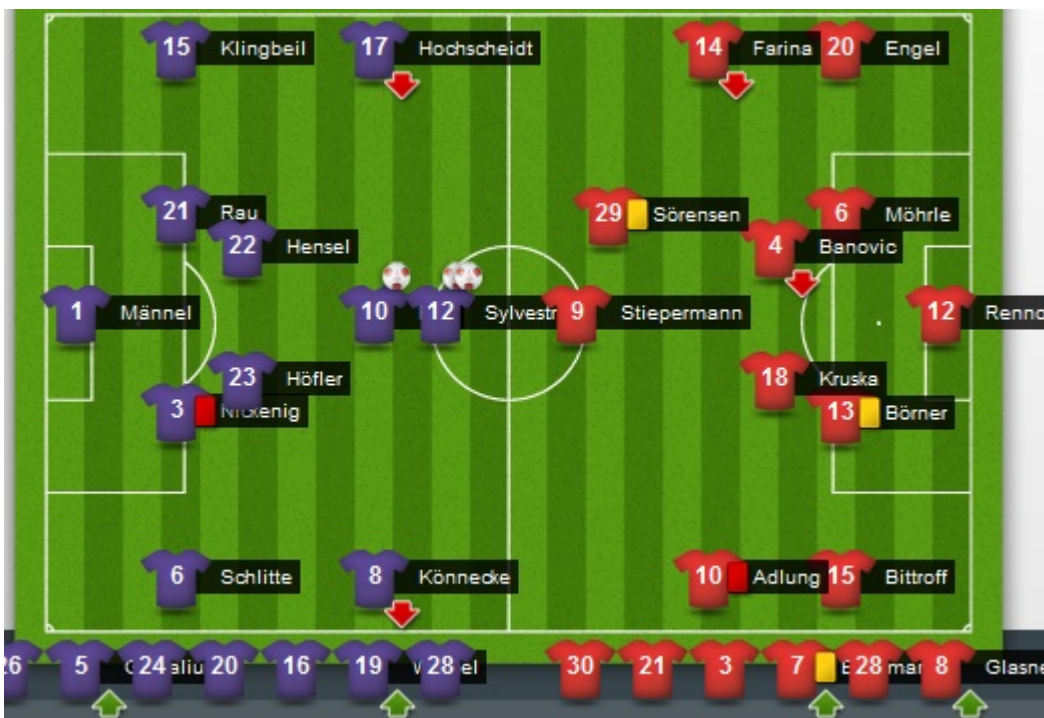 15 Klingbeil
17 Hochscheidt
14 Farina
20 Engel
21 Rau
29 Sörensen
6 Möhrle
22 Hensel
4 Banovic
1 Männel
10
12 Sylvestr
9 Stiepermann
12 Renno
23 Höfler
18 Kruska
3 Nickenig
13 Börner
6 Schlitte
8 Könnecke
10 Adlung
15 Bittroff
26 5 24 20 16 19 28 30 21 3 7 28 8 Glasne